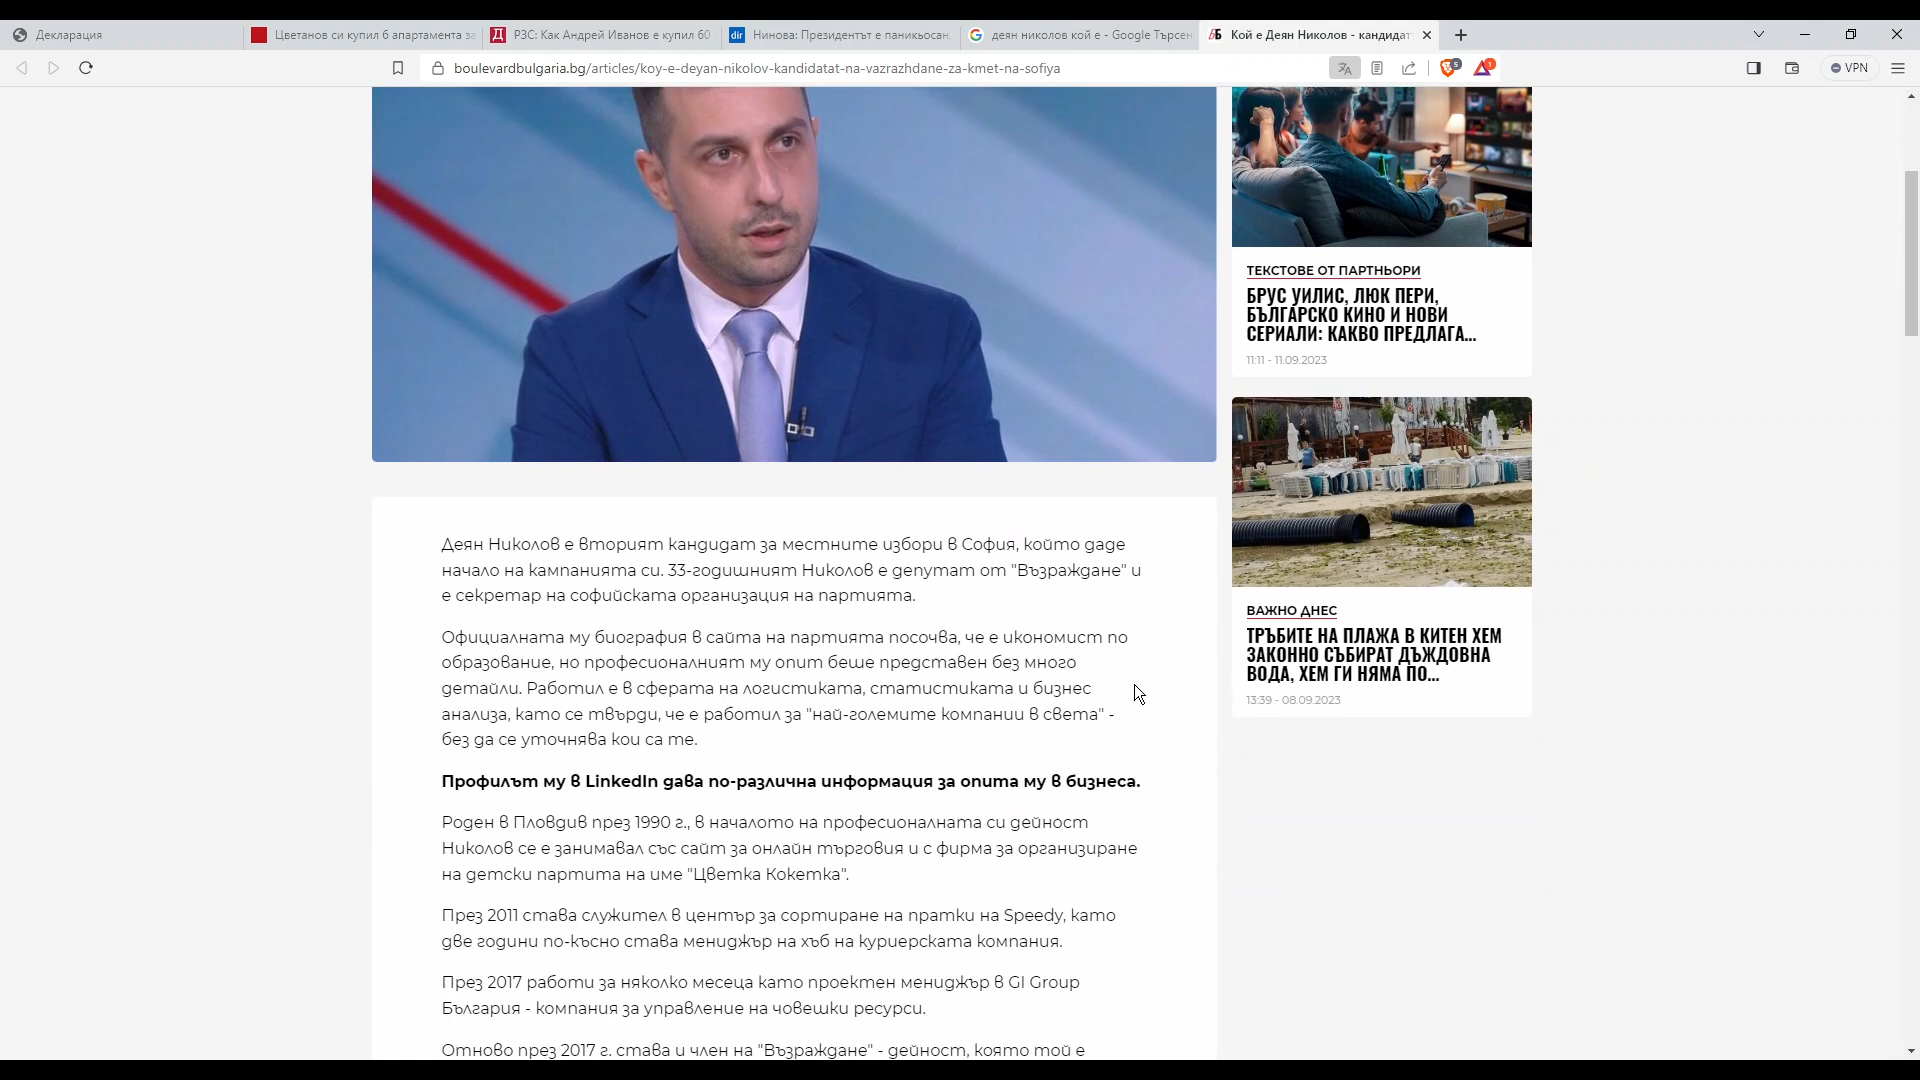 Декларация
Цветанов си купил 6 апартамента за
РЗС: Как Андрей Иванов е купил 60
dir
Нинова: Президентът е паникьосан,
деян николов кой е - Google Търсен
Кой е Деян Николов - кандидат
boulevardbulgaria.bg/articles/koy-e-deyan-nikolov-kandidatat-na-vazrazhdane-za-kmet-na-sofiya
VPN
ТЕКСТОВЕ ОТ ПАРТНЬОРИ
БРУС УИЛИС, ЛЮК ПЕРИ,
БЪЛГАРСКО КИНО И НОВИ
СЕРИАЛИ: КАКВО ПРЕДЛАГА...
11:11 - 11.09.2023
ВАЖНО ДНЕС
ТРЪБИТЕ НА ПЛАЖА В КИТЕН ХЕМ
ЗАКОННО СЪБИРАТ ДЪЖДОВНА
ВОДА, ХЕМ ГИ НЯМА ПО...
13:39 - 08.09.2023
Деян Николов е вторият кандидат за местните избори в София, който даде
начало на кампанията си. 33-годишният Николов е депутат от "Възраждане" и
е секретар на софийската организация на партията.
Официалната му биография в сайта на партията посочва, че е икономист по
образование, но професионалният му опит беше представен без много
детайли. Работил е в сферата на логистиката, статистиката и бизнес
анализа, като се твърди, че е работил за "най-големите компании в света" -
без да се уточнява кои са те.
Профилът му в LinkedIn дава по-различна информация за опита му в бизнеса.
Роден в Пловдив през 1990 г., в началото на професионалната си дейност
Николов се е занимавал със сайт за онлайн търговия и с фирма за организиране
на детски партита на име "Цветка Кокетка".
През 2011 става служител в център за сортиране на пратки на Speedy, като
две години по-късно става мениджър на хъб на куриерската компания.
През 2017 работи за няколко месеца като проектен мениджър в GI Group
България - компания за управление на човешки ресурси.
Отново през 2017 г. става и член на "Възраждане" - дейност, която той е